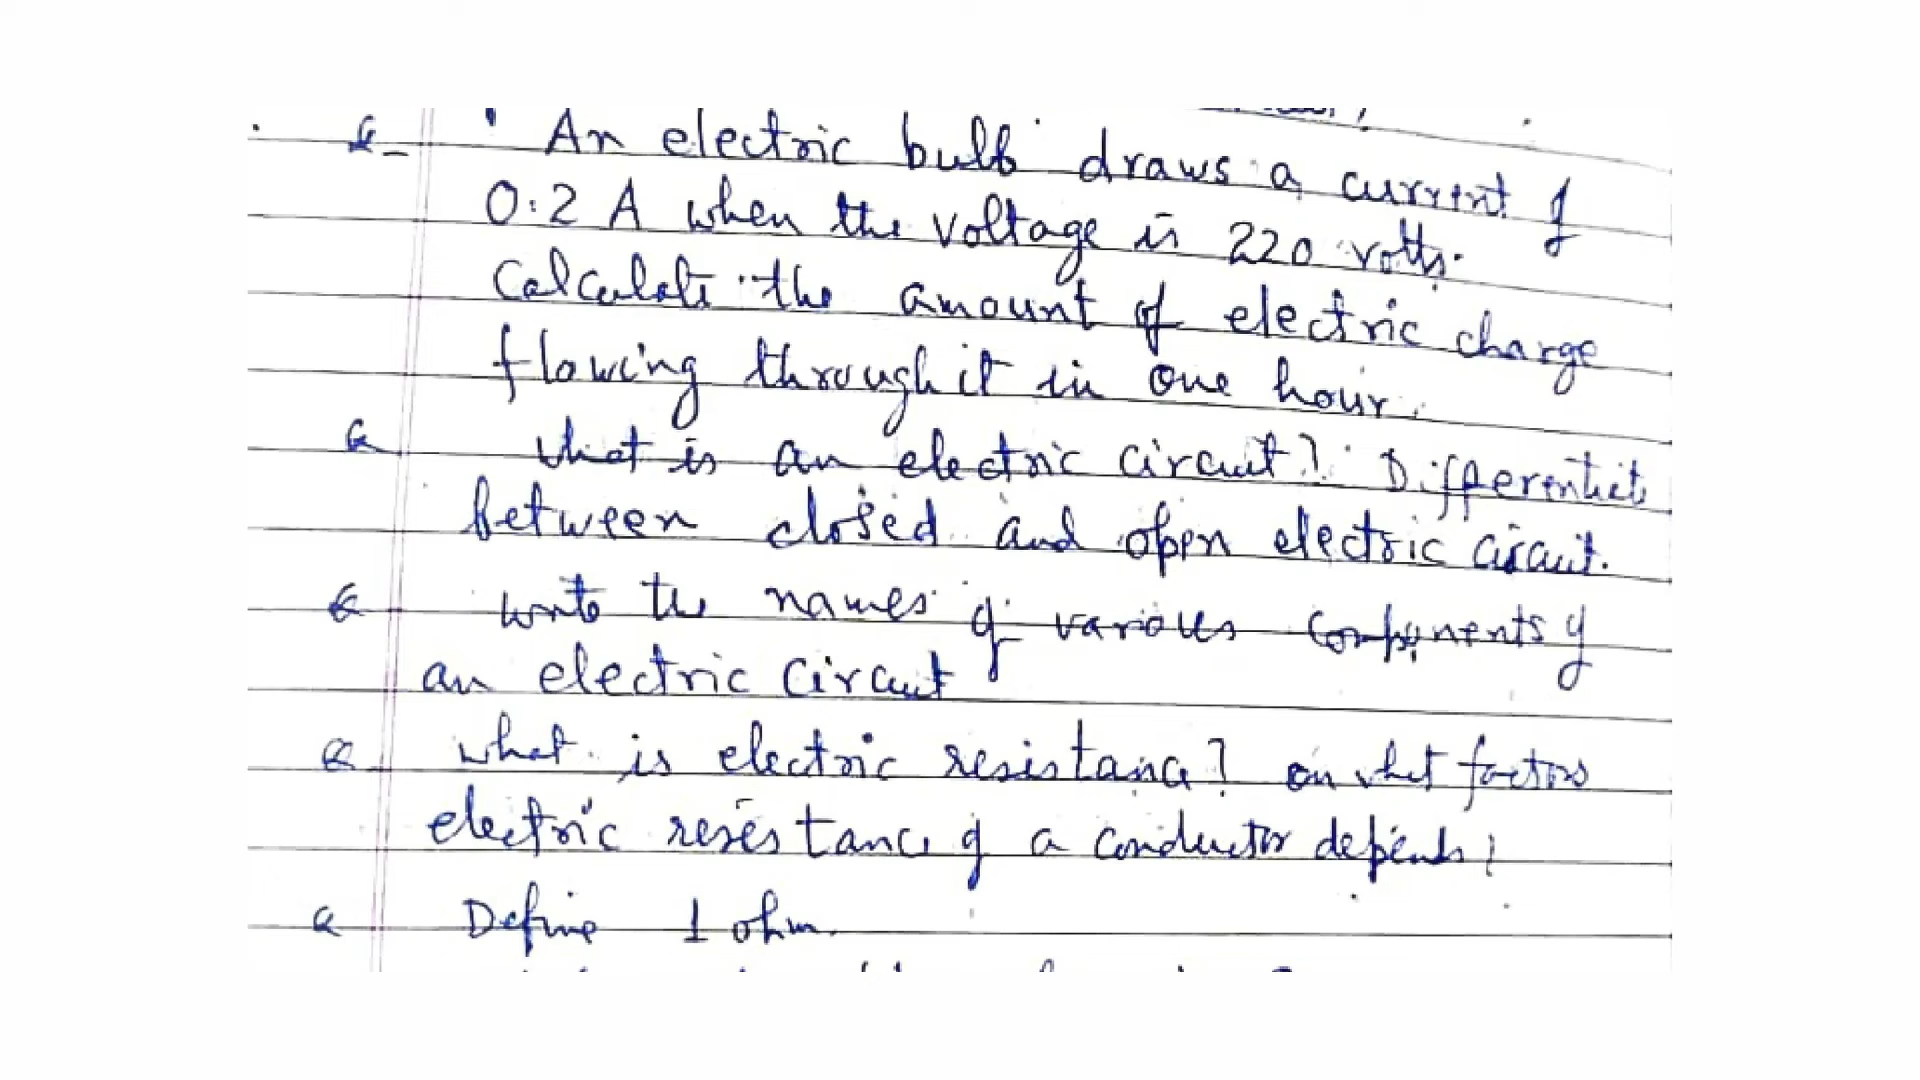 Q- An electric bulb draws a current of
0.2 A when the voltage is 220 volts.
Calculate the amount of electric charge
flowing through it in one hour.
Q What is an electric circuit? Differentiate
between closed and open electric circuit.
Q write the names of various components of
an electric circuit
Q what is electric resistance? on what factors
electric resistance of a conductor depends?
Q Define 1 ohm.